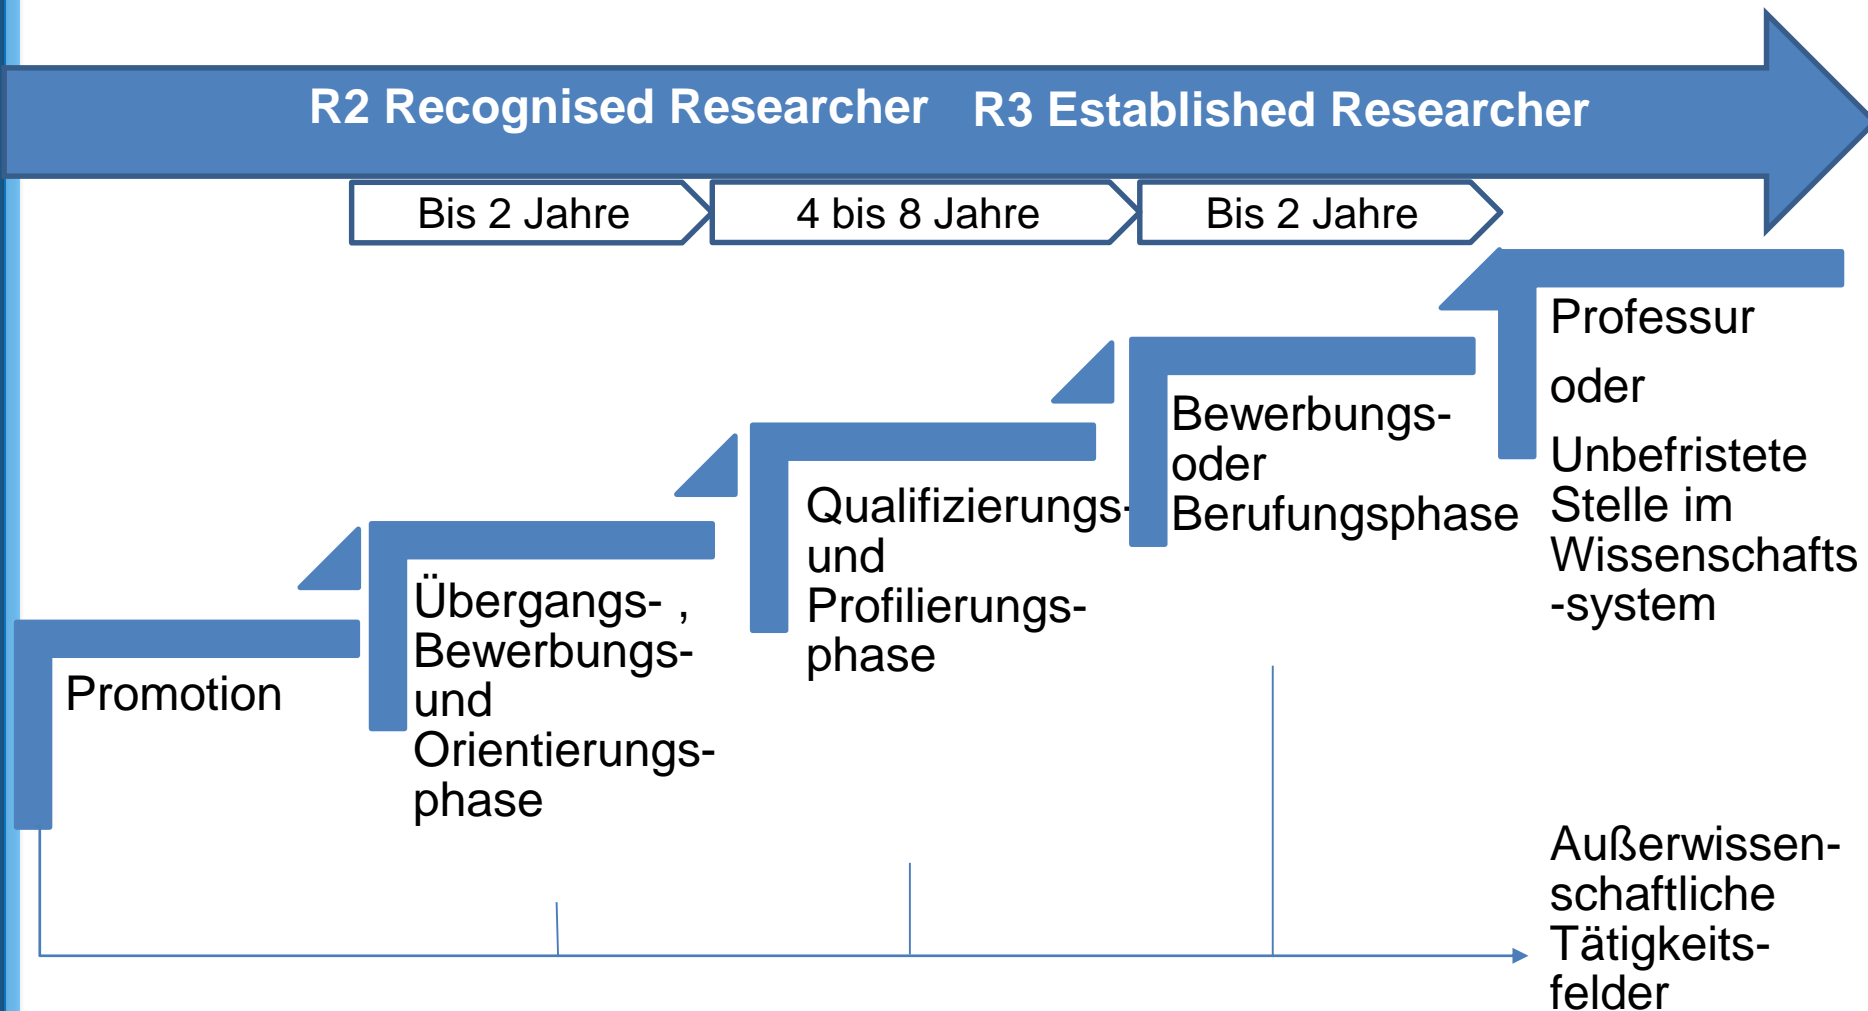 R2 Recognised Researcher R3 Established Researcher
Bis 2 Jahre
4 bis 8 Jahre
Bis 2 Jahre
Promotion
Übergangs- ,
Bewerbungs-
und
Orientierungs-
phase
Qualifizierungs-
und
Profilierungs-
phase
Bewerbungs-
oder
Berufungsphase
Professur
oder
Unbefristete
Stelle im
Wissenschafts
-system
Außerwissen-
schaftliche
Tätigkeits-
felder